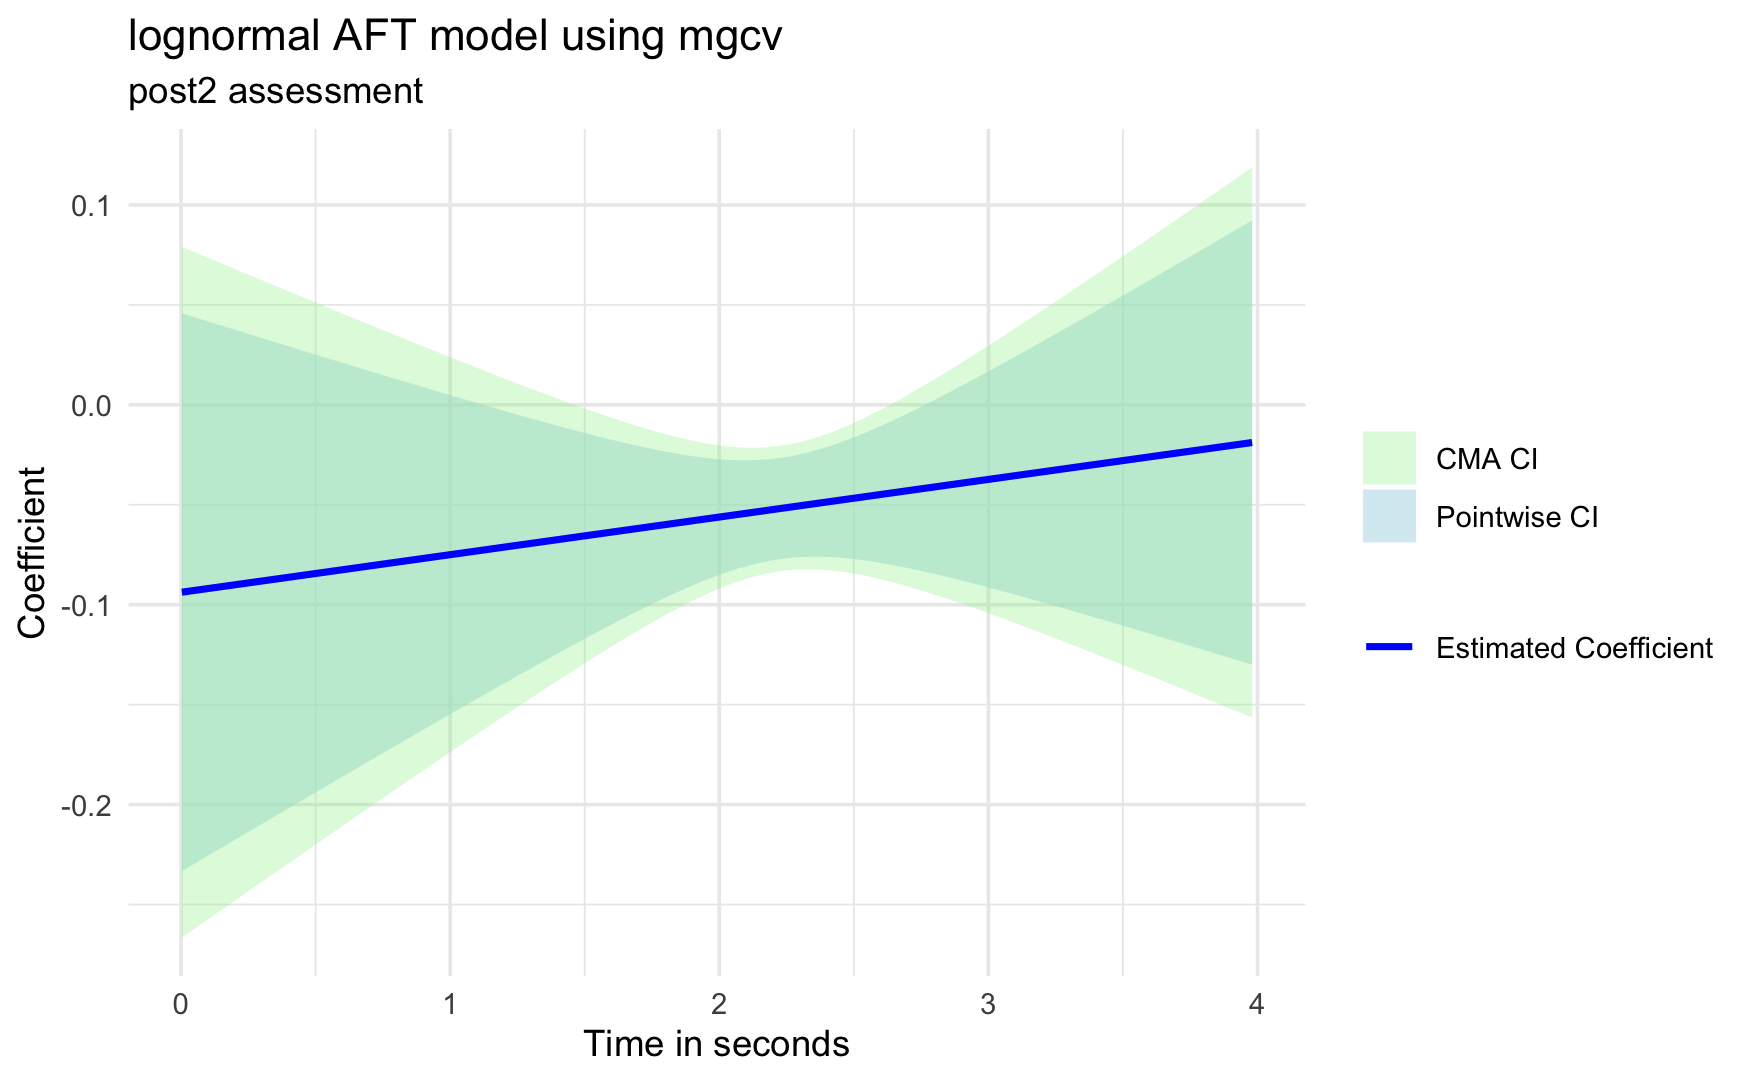 lognormal AFT model using mgcv
post2 assessment
Coefficient
0.1
0.0
-0.1
-0.2
0 1 2 3 4
Time in seconds
CMA CI
Pointwise CI
Estimated Coefficient